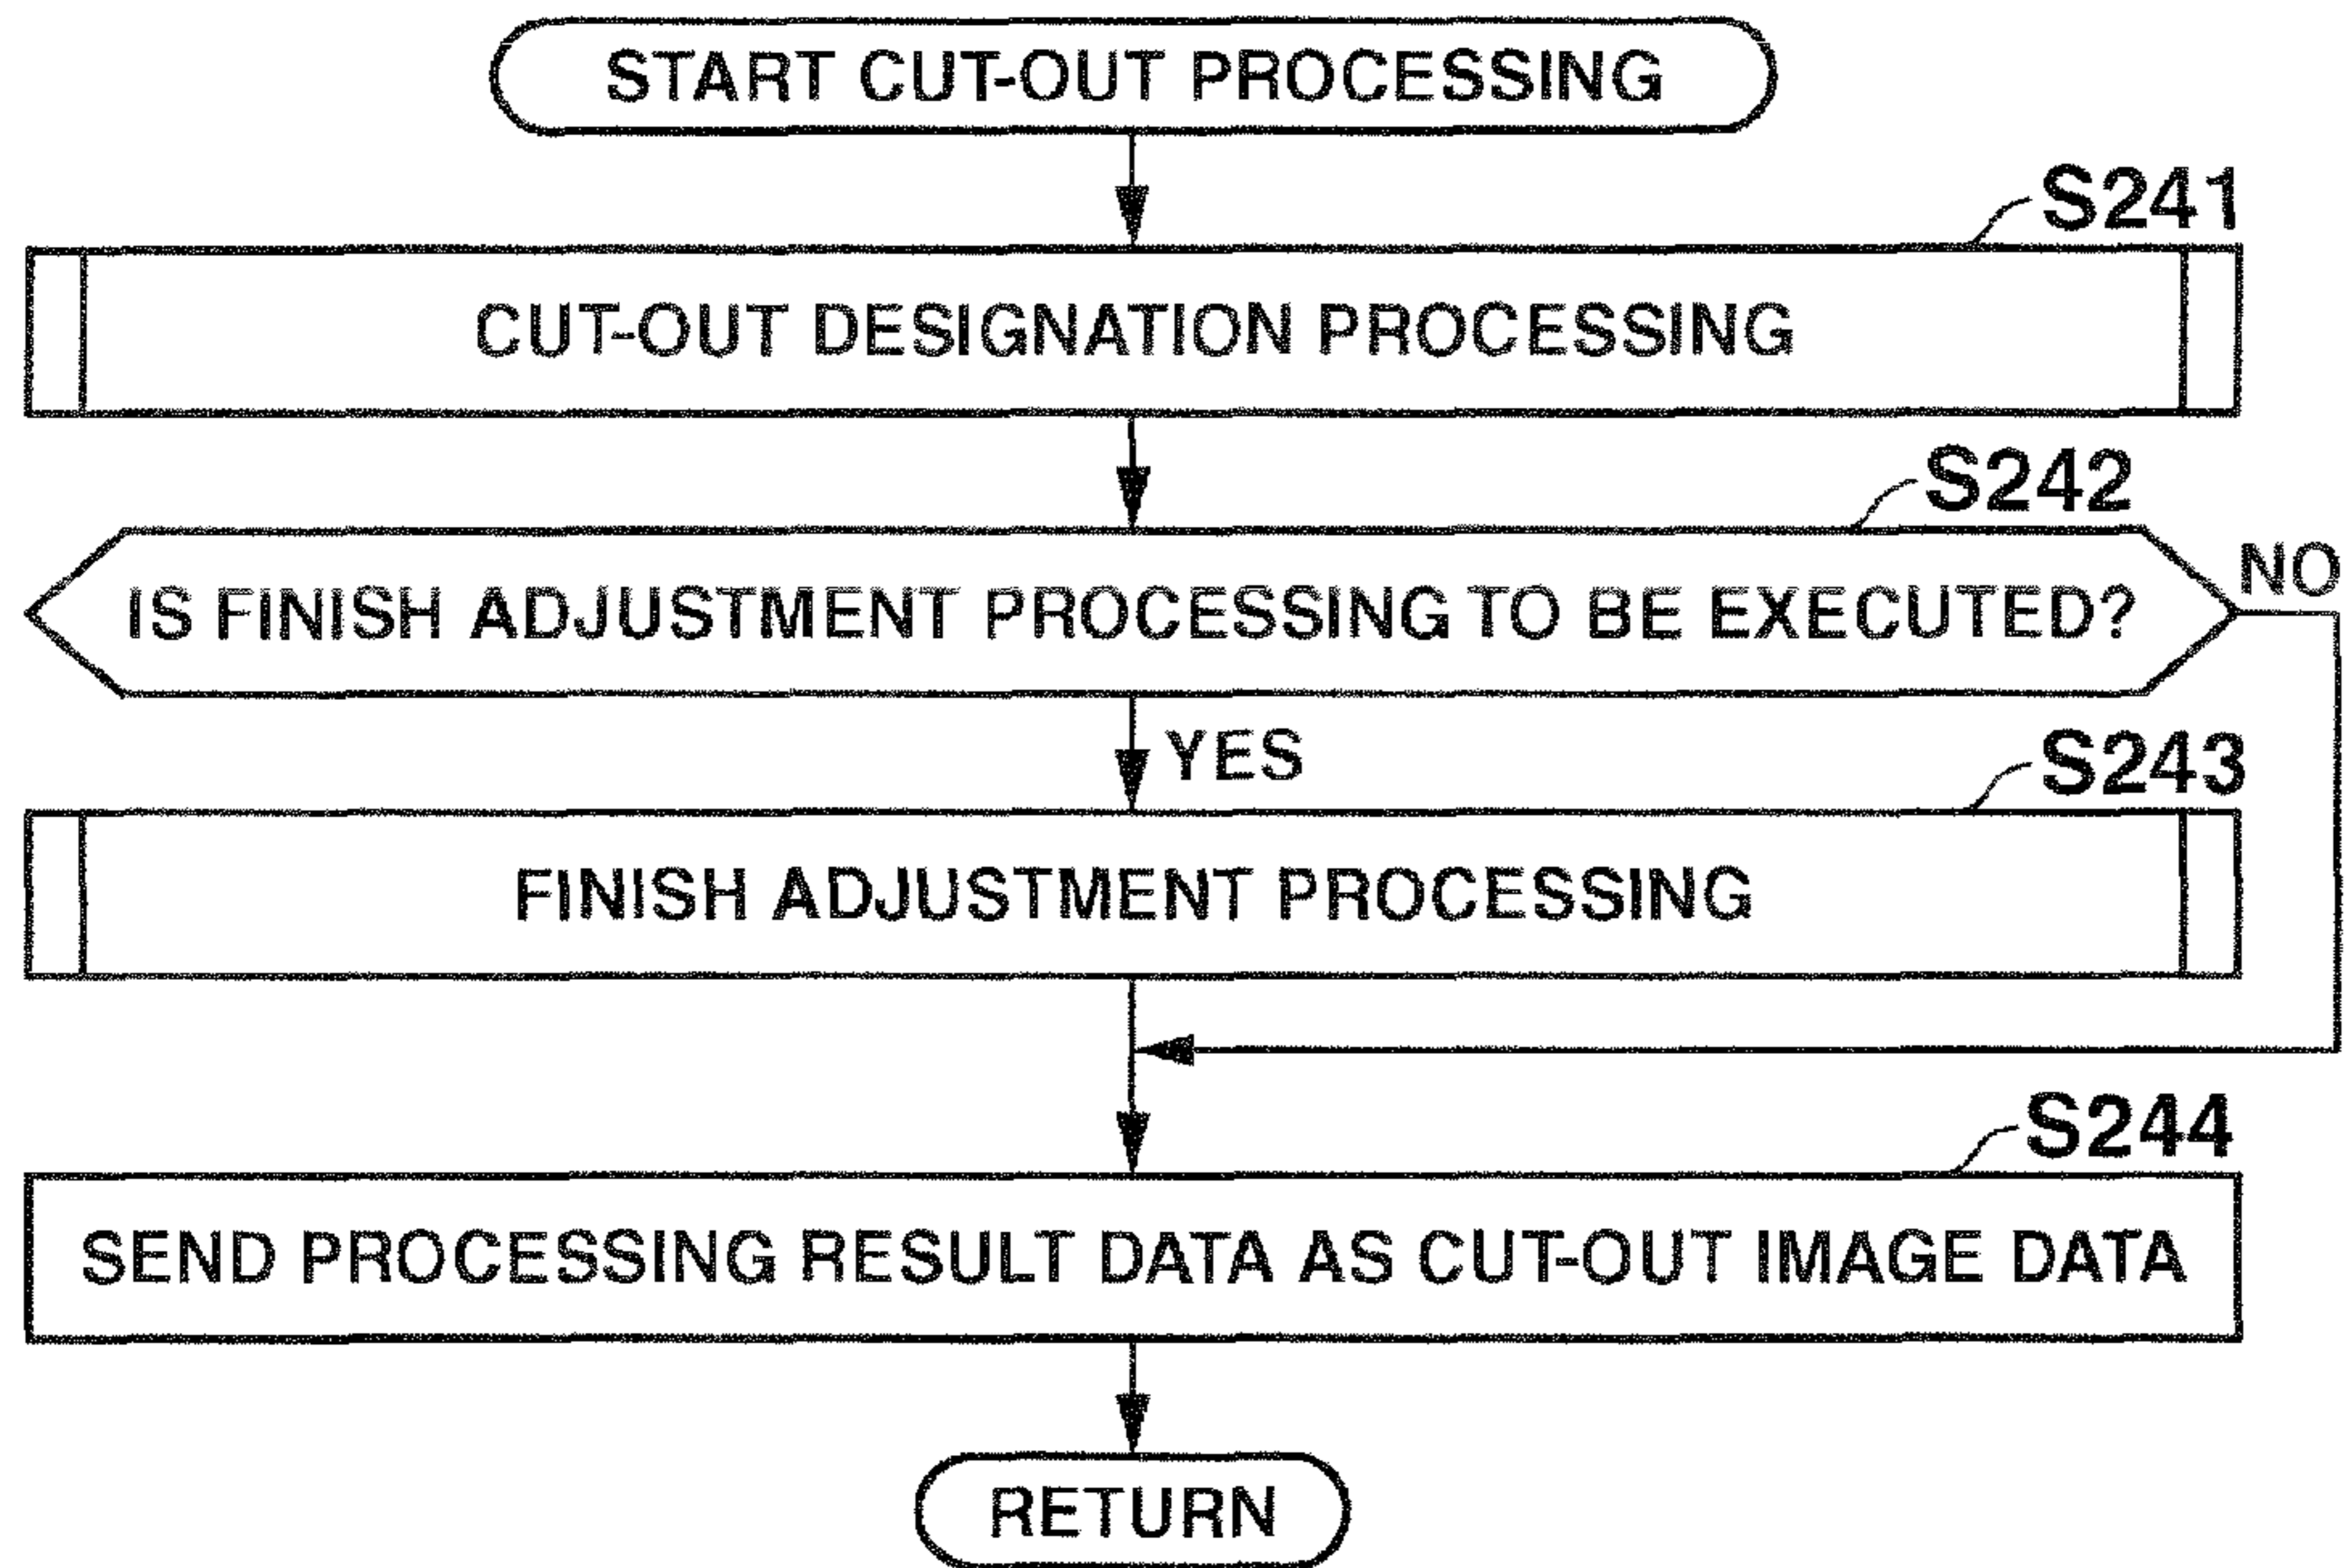 START CUT-OUT PROCESSING
S241
CUT-OUT DESIGNATION PROCESSING
S242
IS FINISH ADJUSTMENT PROCESSING TO BE EXECUTED?
NO
YES
S243
FINISH ADJUSTMENT PROCESSING
S244
SEND PROCESSING RESULT DATA AS CUT-OUT IMAGE DATA
RETURN